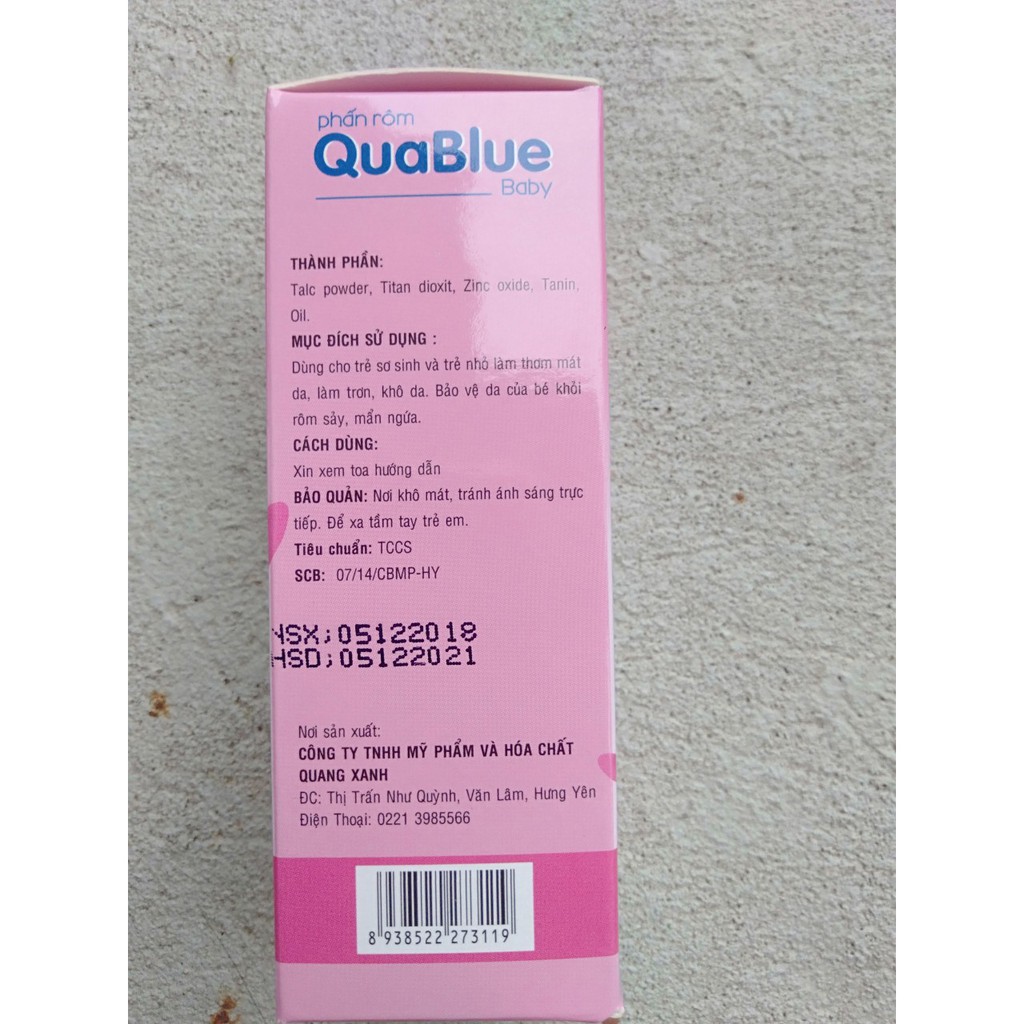 phấn rôm
QuaBlue
Baby
THÀNH PHẦN:
Talc powder, Titan dioxit, Zinc oxide, Tanin,
Oil.
MỤC ĐÍCH SỬ DỤNG :
Dùng cho trẻ sơ sinh và trẻ nhỏ làm thơm mát
da, làm trơn, khô da. Bảo vệ da của bé khỏi
rôm sảy, mẩn ngứa.
CÁCH DÙNG:
Xin xem toa hướng dẫn
BẢO QUẢN: Nơi khô mát, tránh ánh sáng trực
tiếp. Để xa tầm tay trẻ em.
Tiêu chuẩn: TCCS
SCB: 07/14/CBMP-HY
NSX:05122018
HSD:05122021
Nơi sản xuất:
CÔNG TY TNHH MỸ PHẨM VÀ HÓA CHẤT
QUANG XANH
ĐC: Thị Trấn Như Quỳnh, Văn Lâm, Hưng Yên
Điện Thoại: 0221 3985566
8 938522 273119